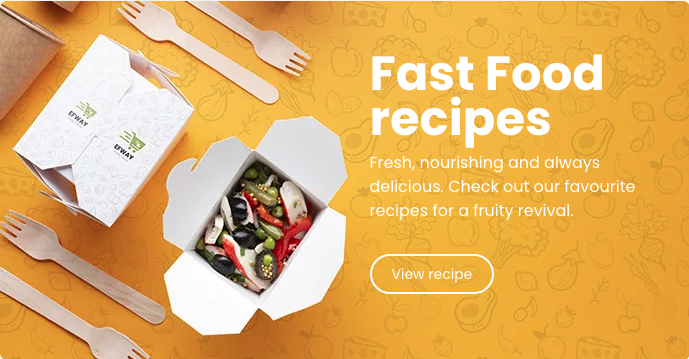 Fast Food
recipes
Fresh, nourishing and always
delicious. Check out our favourite
recipes for a fruity revival.
View recipe
EFWAY
EFWAY